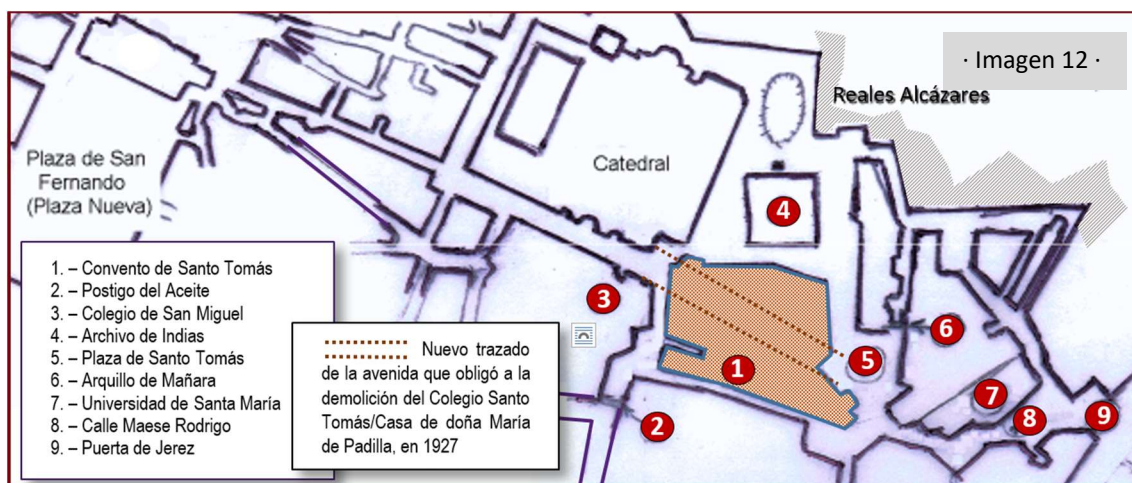 · Imagen 12 ·
Reales Alcázares
Plaza de San
Fernando
(Plaza Nueva)
Catedral
4
3
6
5
1
7
2
8
9
1. – Convento de Santo Tomás
2. – Postigo del Aceite
3. – Colegio de San Miguel
4. – Archivo de Indias
5. – Plaza de Santo Tomás
6. – Arquillo de Mañara
7. – Universidad de Santa María
8. – Calle Maese Rodrigo
9. – Puerta de Jerez
Nuevo trazado
de la avenida que obligó a la
demolición del Colegio Santo
Tomás/Casa de doña María
de Padilla, en 1927